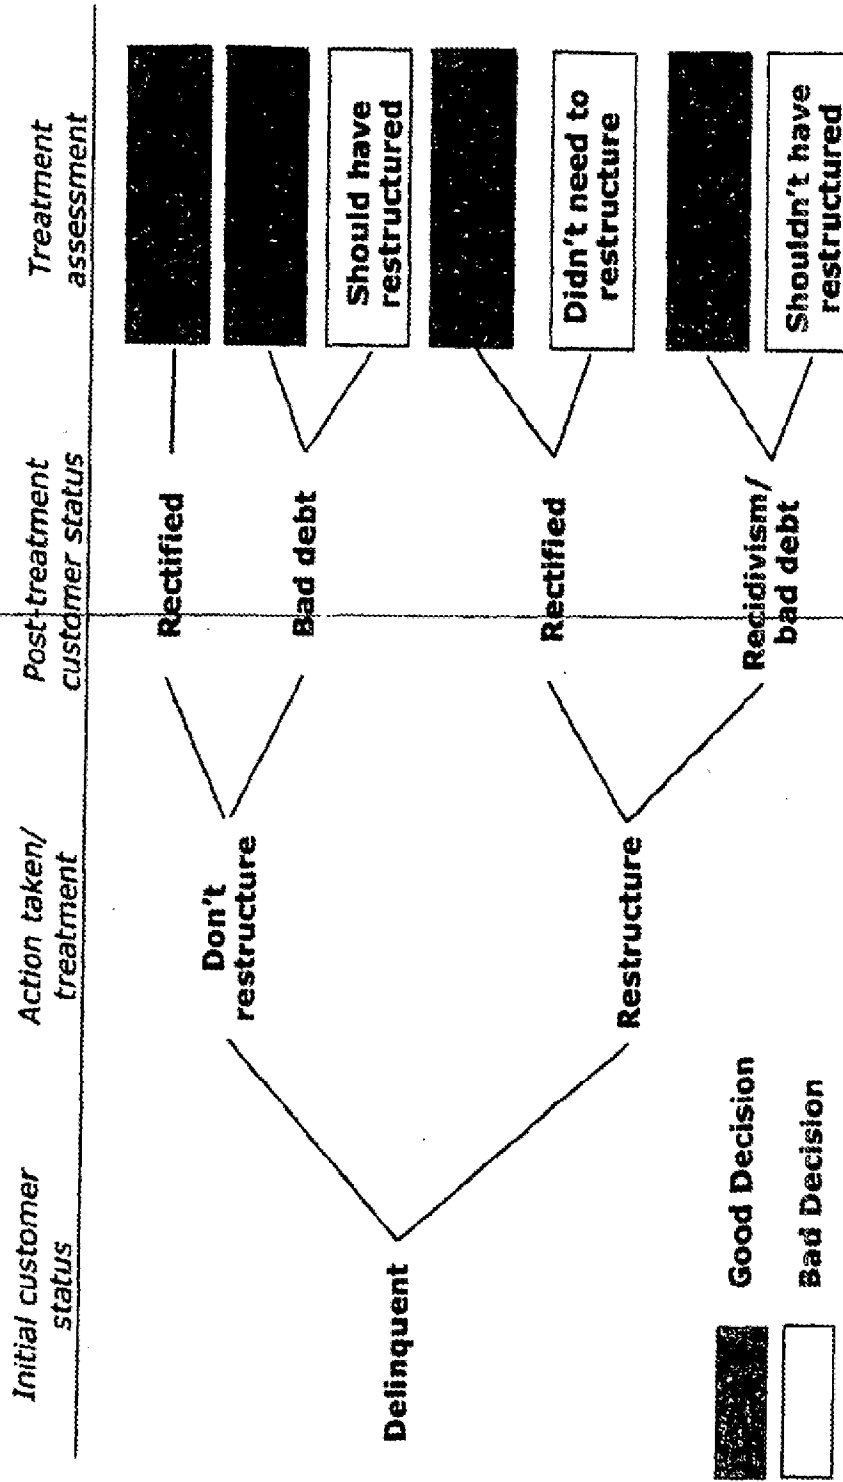 Initial customer
status
Action taken/
treatment
Post-treatment
customer status
Treatment
assessment
Delinquent
Don't
restructure
Restructure
Rectified
Bad debt
Rectified
Recidivism/
bad debt
Should have
restructured
Didn't need to
restructure
Shouldn't have
restructured
Good Decision
Bad Decision